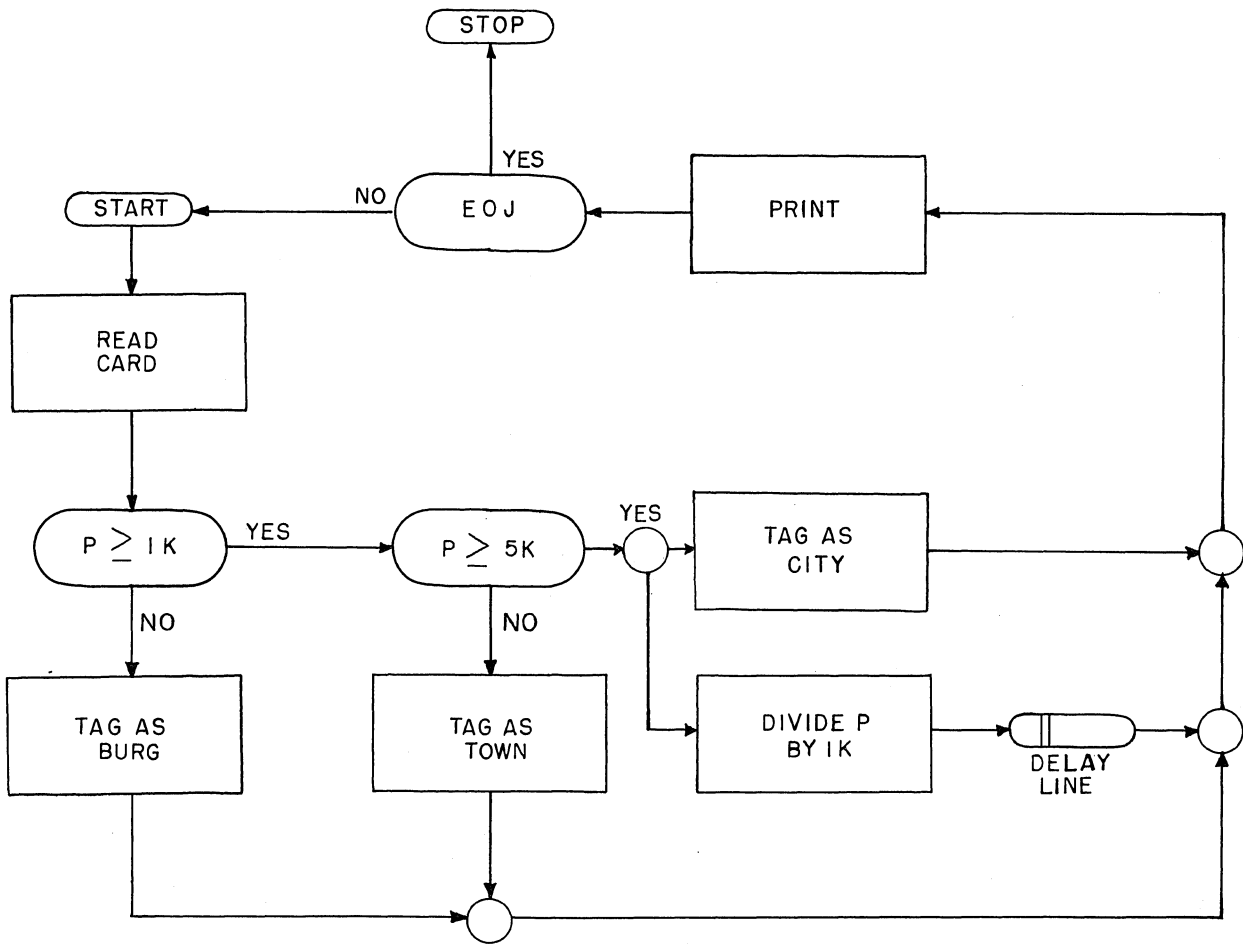 STOP
YES
NO
START
EOJ
PRINT
READ
CARD
P ≥ 1K
YES
P ≥ 5K
YES
TAG AS
CITY
NO
NO
TAG AS
BURG
TAG AS
TOWN
DIVIDE P
BY 1K
DELAY
LINE